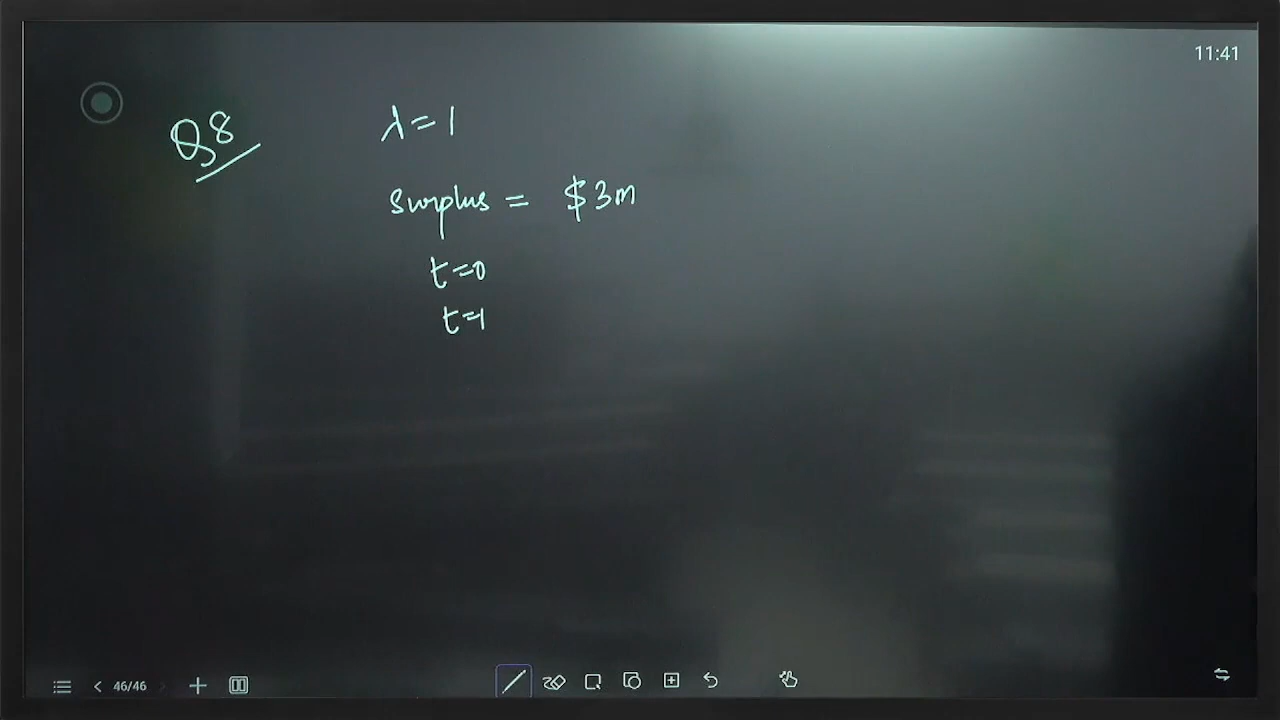 11:41
Q8
λ = 1
Surplus = $3m
t=0
t=1
46/46